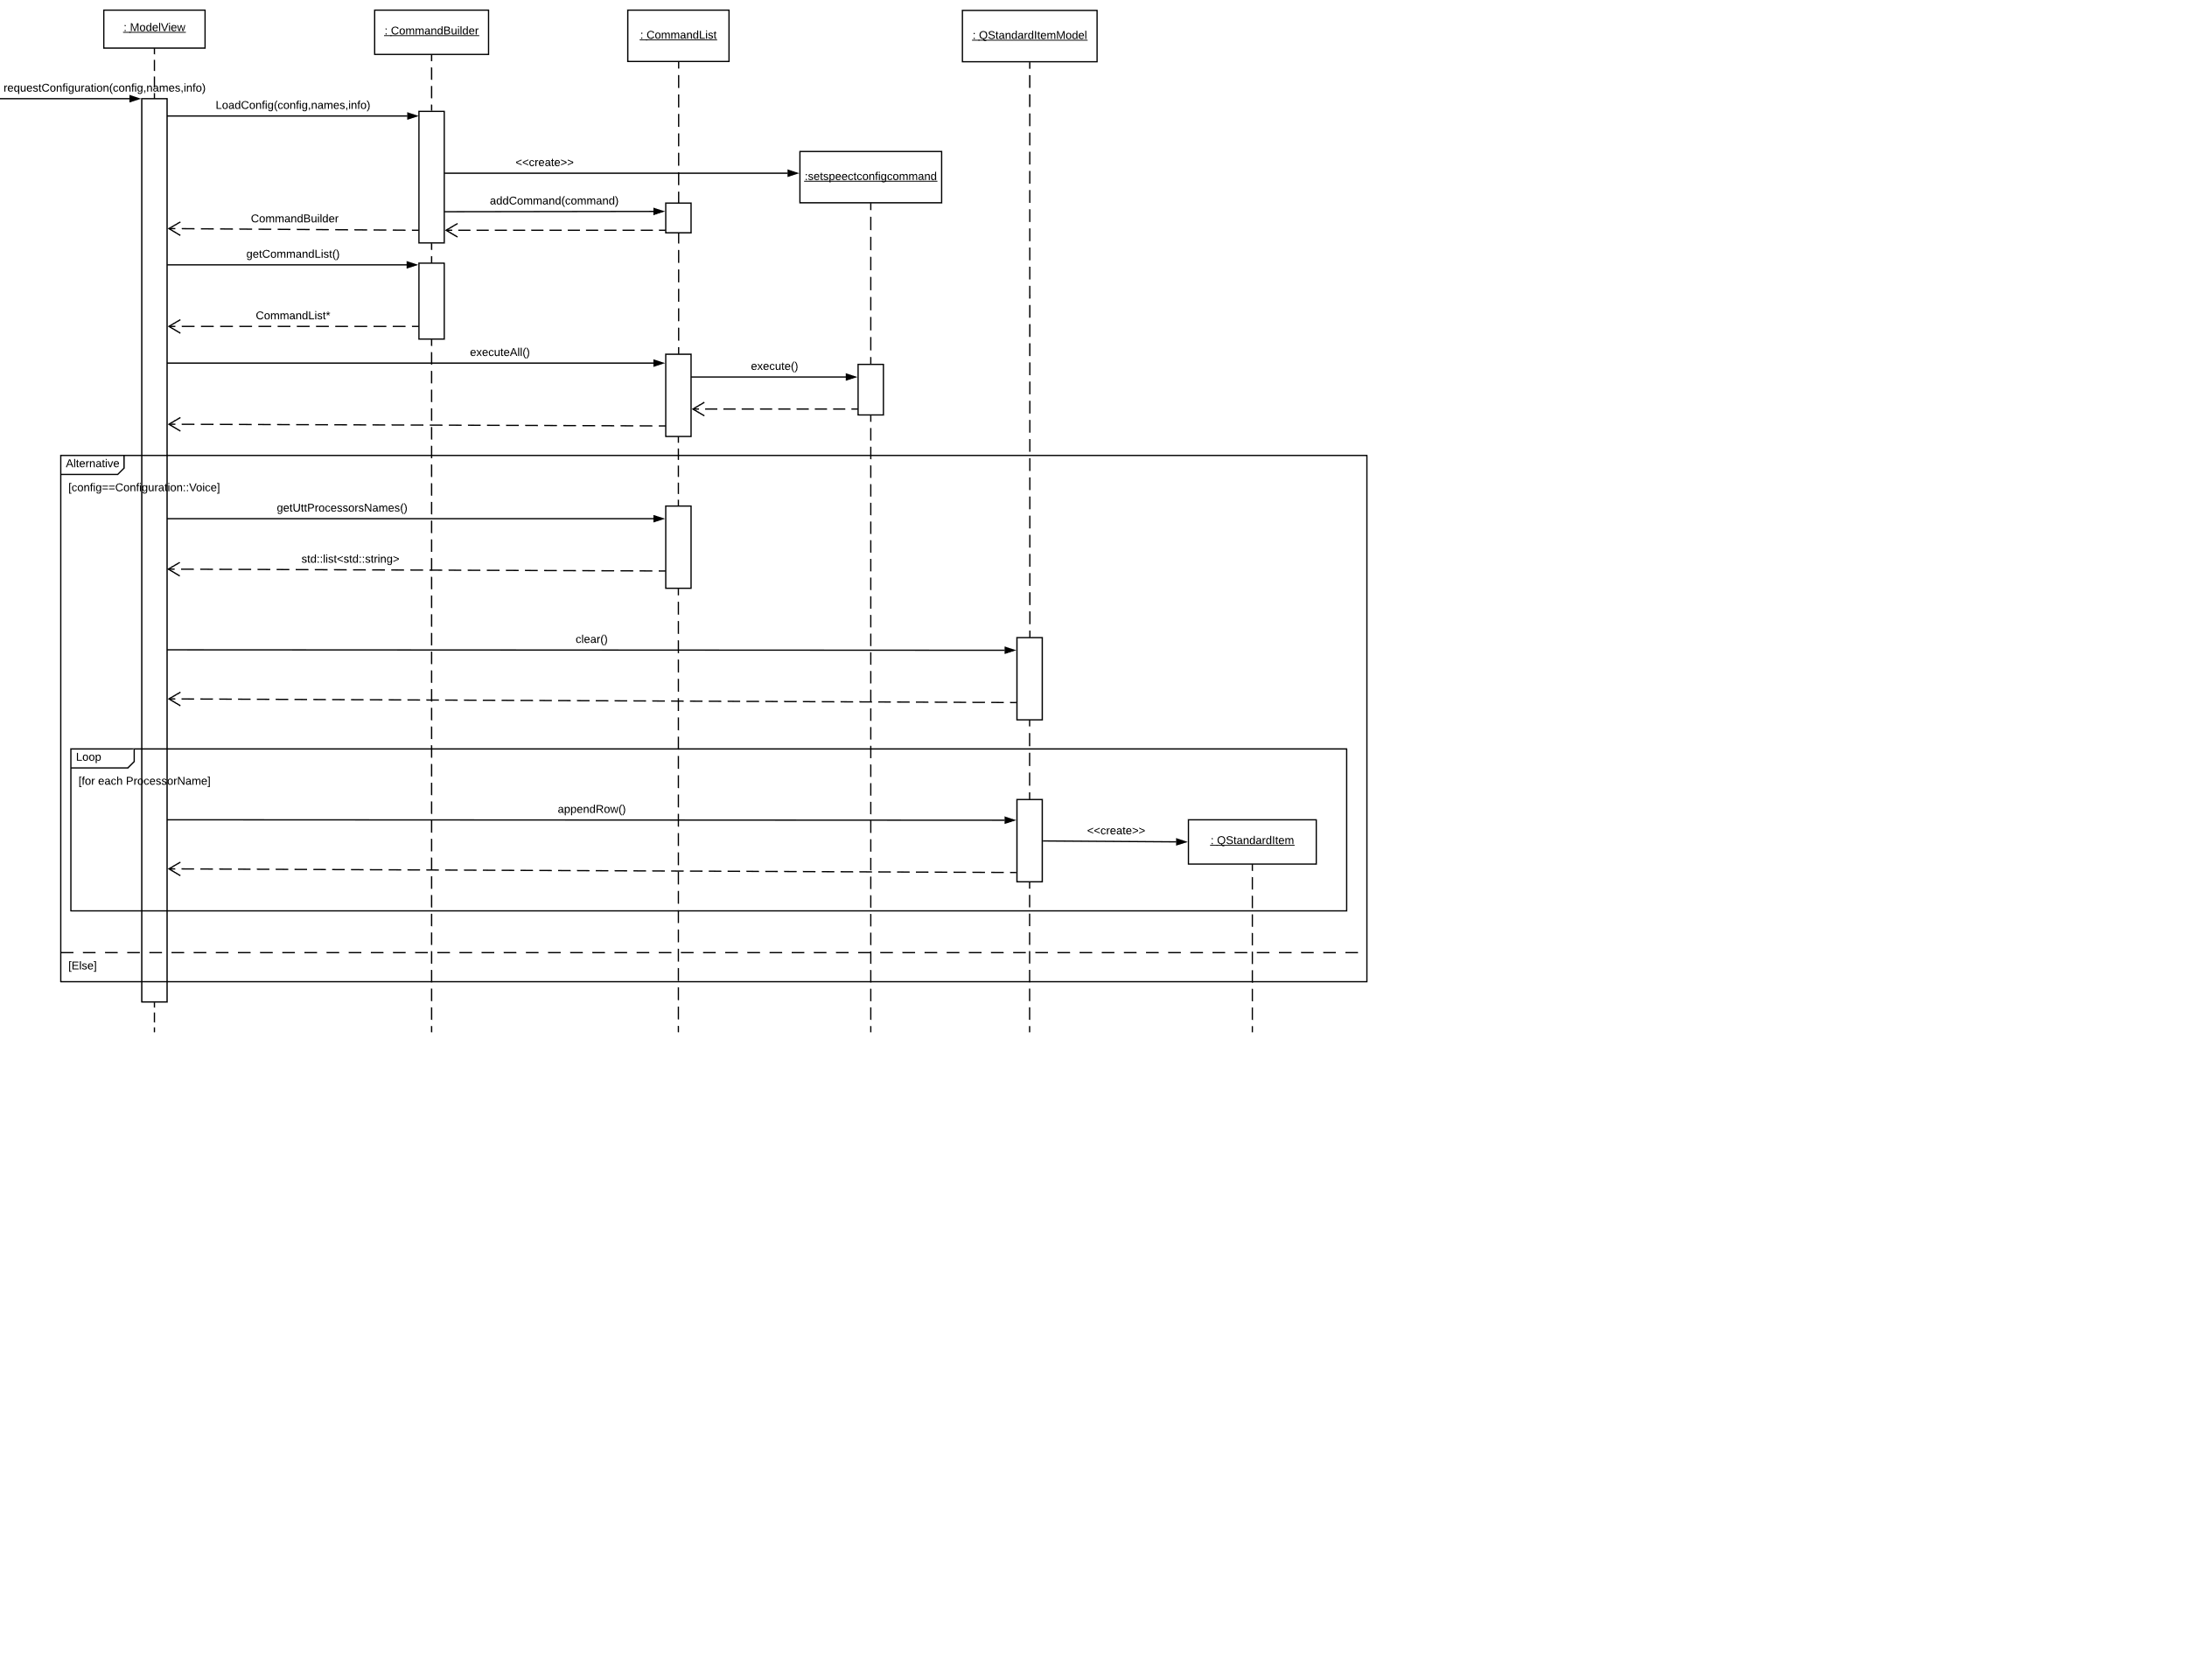 : ModelView
: CommandBuilder
: CommandList
: QStandardItemModel
requestConfiguration(config,names,info)
LoadConfig(config,names,info)
<<create>>
:setspeectconfigcommand
addCommand(command)
CommandBuilder
getCommandList()
CommandList*
executeAll()
execute()
Alternative
[config==Configuration::Voice]
getUttProcessorsNames()
std::list<std::string>
clear()
Loop
[for each ProcessorName]
appendRow()
<<create>>
: QStandardItem
[Else]